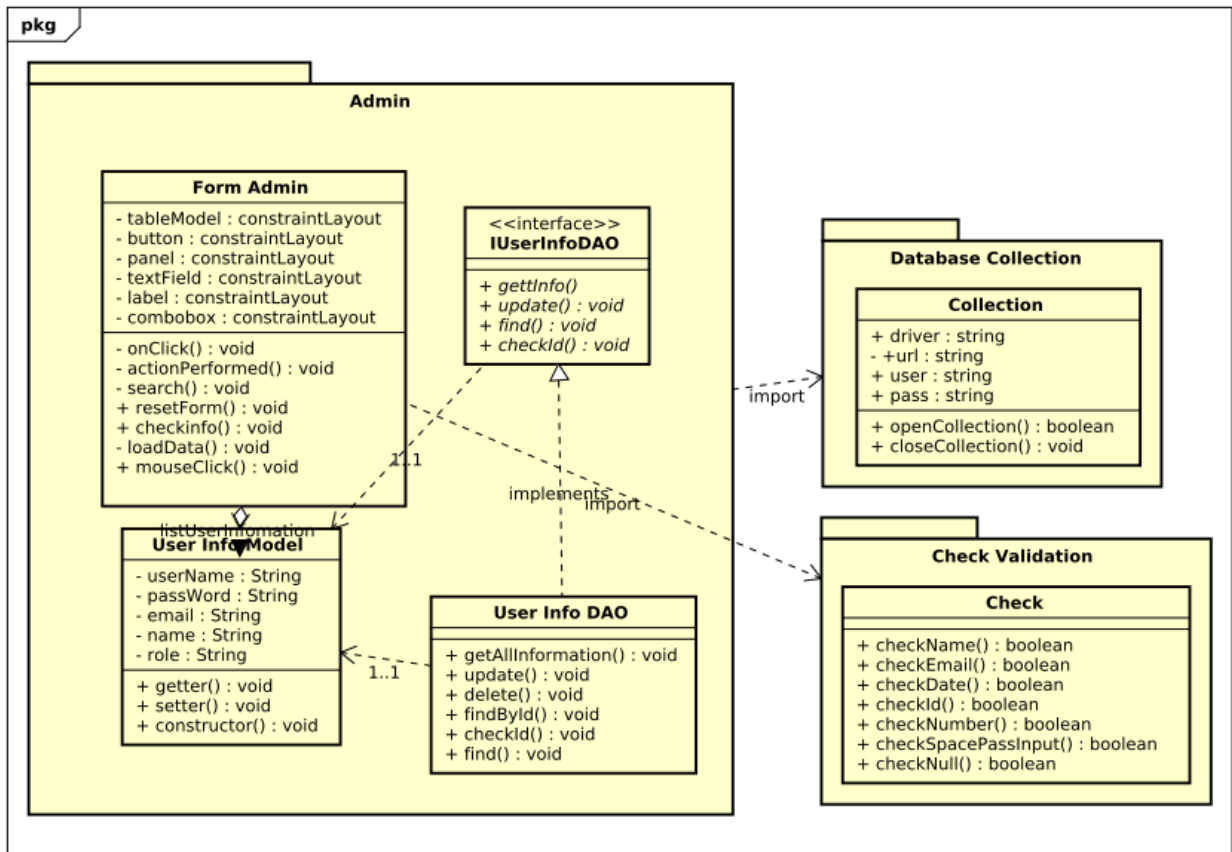 pkg
Admin
Form Admin
- tableModel : constraintLayout
- button : constraintLayout
- panel : constraintLayout
- textField : constraintLayout
- label : constraintLayout
- combobox : constraintLayout
- onClick() : void
- actionPerformed() : void
- search() : void
+ resetForm() : void
+ checkinfo() : void
- loadData() : void
+ mouseClick() : void
<<interface>>
IUserInfoDAO
+ gettInfo()
+ update() : void
+ find() : void
+ checkId() : void
1..1
implements
import
listUserInfomation
User Info Model
- userName : String
- passWord : String
- email : String
- name : String
- role : String
+ getter() : void
+ setter() : void
+ constructor() : void
1..1
User Info DAO
+ getAllInformation() : void
+ update() : void
+ delete() : void
+ findById() : void
+ checkId() : void
+ find() : void
import
Database Collection
Collection
+ driver : string
- +url : string
+ user : string
+ pass : string
+ openCollection() : boolean
+ closeCollection() : void
Check Validation
Check
+ checkName() : boolean
+ checkEmail() : boolean
+ checkDate() : boolean
+ checkId() : boolean
+ checkNumber() : boolean
+ checkSpacePassInput() : boolean
+ checkNull() : boolean